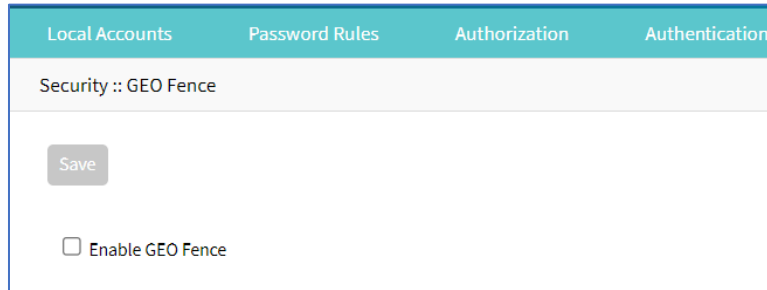 Local Accounts Password Rules Authorization Authentication
Security :: GEO Fence
Save
Enable GEO Fence